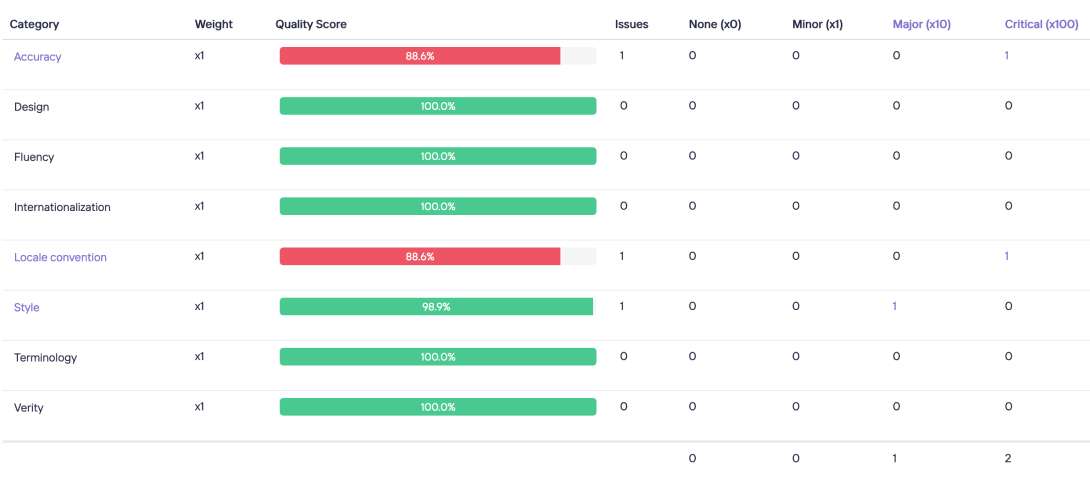 Category Weight Quality Score Issues None (x0) Minor (x1) Major (x10) Critical (x100)
Accuracy x1 88.6% 1 0 0 0 1
Design x1 100.0% 0 0 0 0 0
Fluency x1 100.0% 0 0 0 0 0
Internationalization x1 100.0% 0 0 0 0 0
Locale convention x1 88.6% 1 0 0 0 1
Style x1 98.9% 1 0 0 1 0
Terminology x1 100.0% 0 0 0 0 0
Verity x1 100.0% 0 0 0 0 0
0 0 1 2